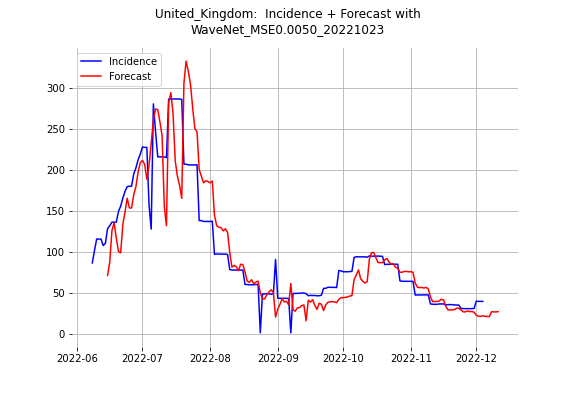 United_Kingdom:  Incidence + Forecast with
WaveNet_MSE0.0050_20221023
Incidence
Forecast
300
250
200
150
100
50
0
2022-06 2022-07 2022-08 2022-09 2022-10 2022-11 2022-12